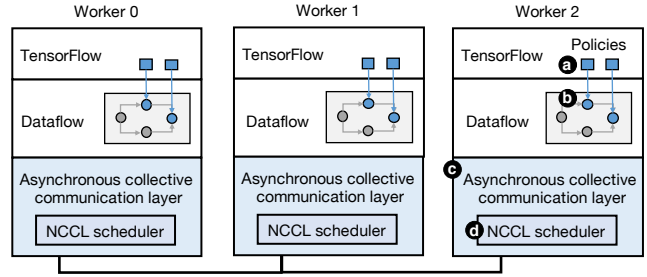 Worker 0
Worker 1
Worker 2
TensorFlow
TensorFlow
TensorFlow
Policies
a
b
Dataflow
Dataflow
Dataflow
c
Asynchronous collective
communication layer
Asynchronous collective
communication layer
Asynchronous collective
communication layer
NCCL scheduler
NCCL scheduler
d
NCCL scheduler